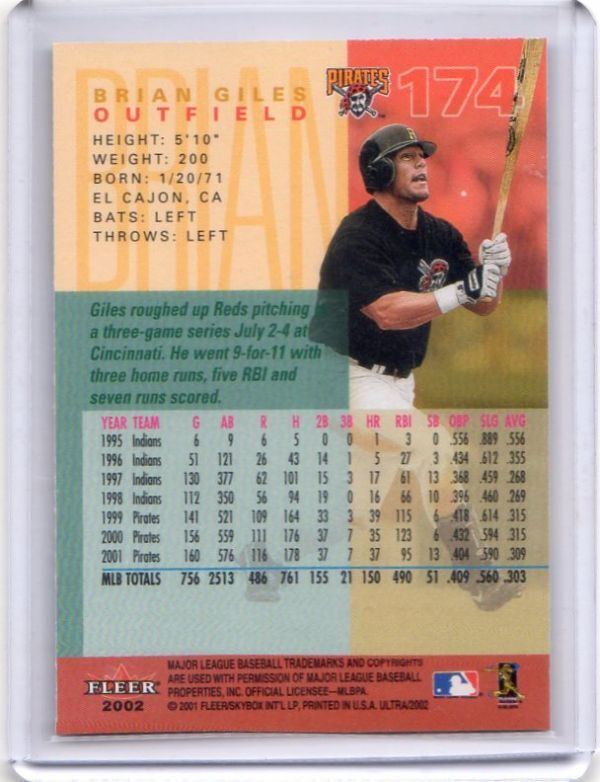 BRIAN
BRIAN GILES
OUTFIELD
PIRATES
174
HEIGHT: 5'10"
WEIGHT: 200
BORN: 1/20/71
EL CAJON, CA
BATS: LEFT
THROWS: LEFT
Giles roughed up Reds pitching
a three-game series July 2-4 at
Cincinnati. He went 9-for-11 with
three home runs, five RBI and
seven runs scored.
YEAR TEAM G AB R H 2B 3B HR RBI SB OBP SLG AVG
1995 Indians 6 9 6 5 0 0 1 3 0 .556 .889 .556
1996 Indians 51 121 26 43 14 1 5 27 3 .434 .612 .355
1997 Indians 130 377 62 101 15 3 17 61 13 .368 .459 .268
1998 Indians 112 350 56 94 19 0 16 66 10 .396 .460 .269
1999 Pirates 141 521 109 164 33 3 39 115 6 .418 .614 .315
2000 Pirates 156 559 111 176 37 7 35 123 6 .432 .594 .315
2001 Pirates 160 576 116 178 37 7 37 95 13 .404 .590 .309
MLB TOTALS 756 2513 486 761 155 21 150 490 51 .409 .560 .303
FLEER
2002
MAJOR LEAGUE BASEBALL TRADEMARKS AND COPYRIGHTS
ARE USED WITH PERMISSION OF MAJOR LEAGUE BASEBALL
PROPERTIES, INC. OFFICIAL LICENSEE—MLBPA.
© 2001 FLEER/SKYBOX INT'L LP, PRINTED IN U.S.A. ULTRA/2002